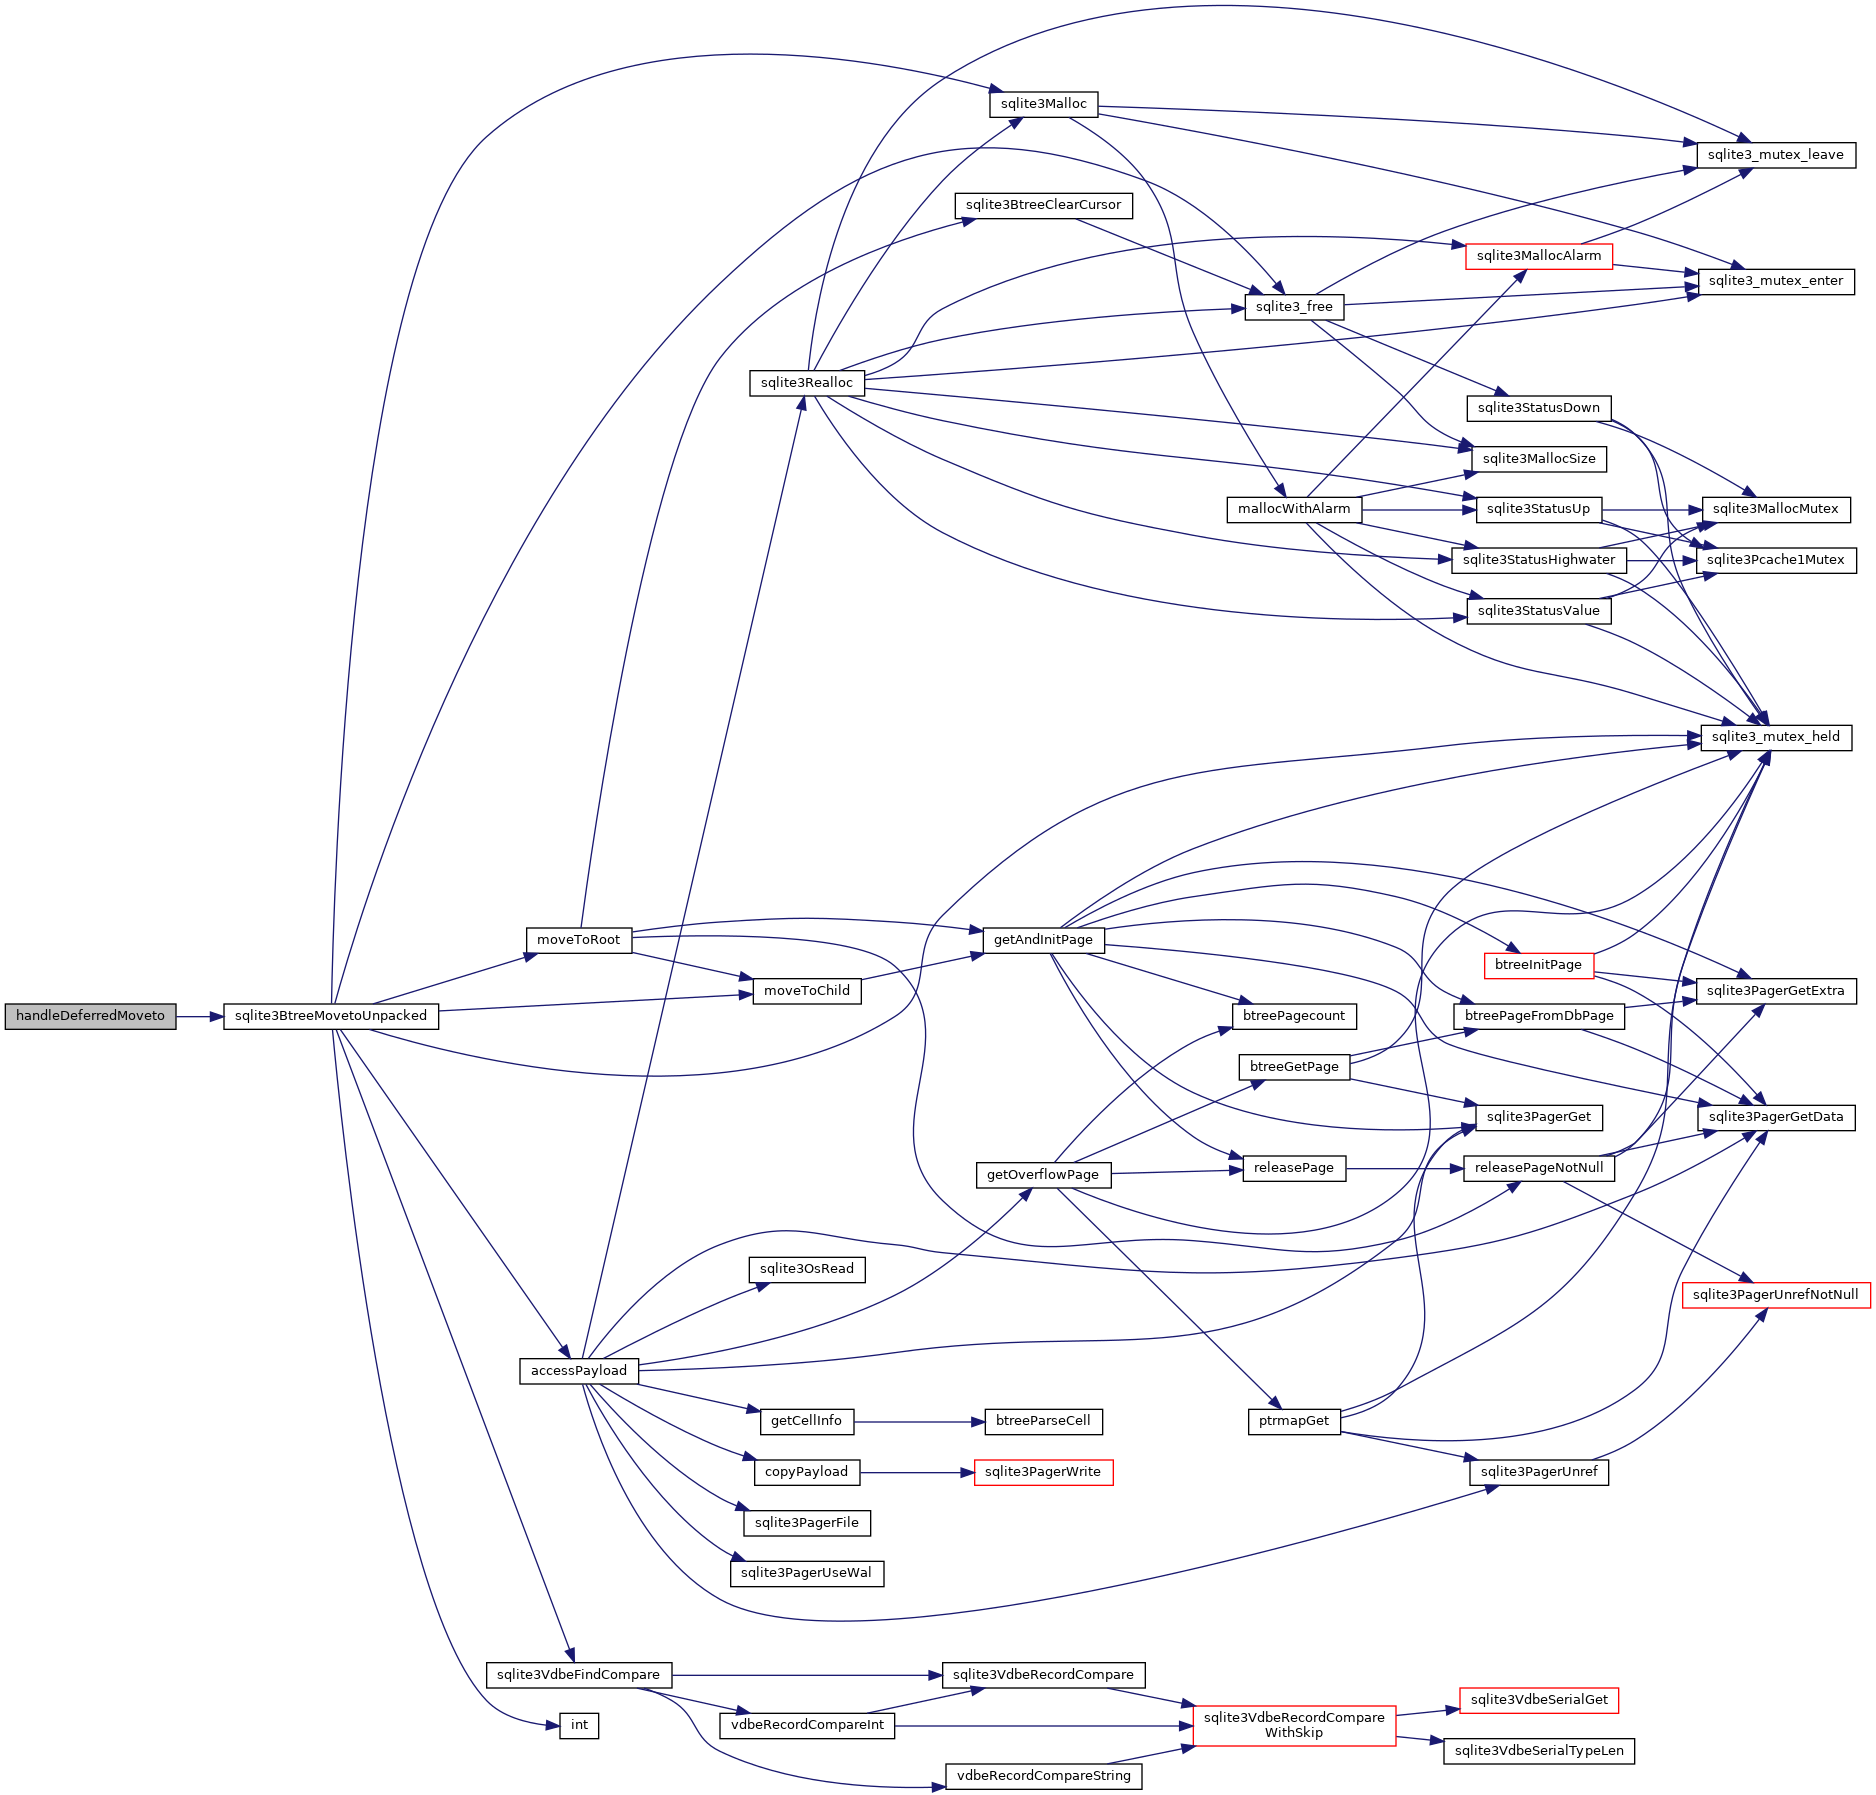 sqlite3Malloc
sqlite3_mutex_leave
sqlite3BtreeClearCursor
sqlite3MallocAlarm
sqlite3_mutex_enter
sqlite3_free
sqlite3Realloc
sqlite3StatusDown
sqlite3MallocSize
mallocWithAlarm
sqlite3StatusUp
sqlite3MallocMutex
sqlite3StatusHighwater
sqlite3Pcache1Mutex
sqlite3StatusValue
sqlite3_mutex_held
moveToRoot
getAndInitPage
btreeInitPage
moveToChild
sqlite3PagerGetExtra
handleDeferredMoveto
sqlite3BtreeMovetoUnpacked
btreePagecount
btreePageFromDbPage
btreeGetPage
sqlite3PagerGet
sqlite3PagerGetData
getOverflowPage
releasePage
releasePageNotNull
sqlite3OsRead
sqlite3PagerUnrefNotNull
accessPayload
getCellInfo
btreeParseCell
ptrmapGet
copyPayload
sqlite3PagerWrite
sqlite3PagerUnref
sqlite3PagerFile
sqlite3PagerUseWal
sqlite3VdbeFindCompare
sqlite3VdbeRecordCompare
int
vdbeRecordCompareInt
sqlite3VdbeRecordCompare
WithSkip
sqlite3VdbeSerialGet
sqlite3VdbeSerialTypeLen
vdbeRecordCompareString